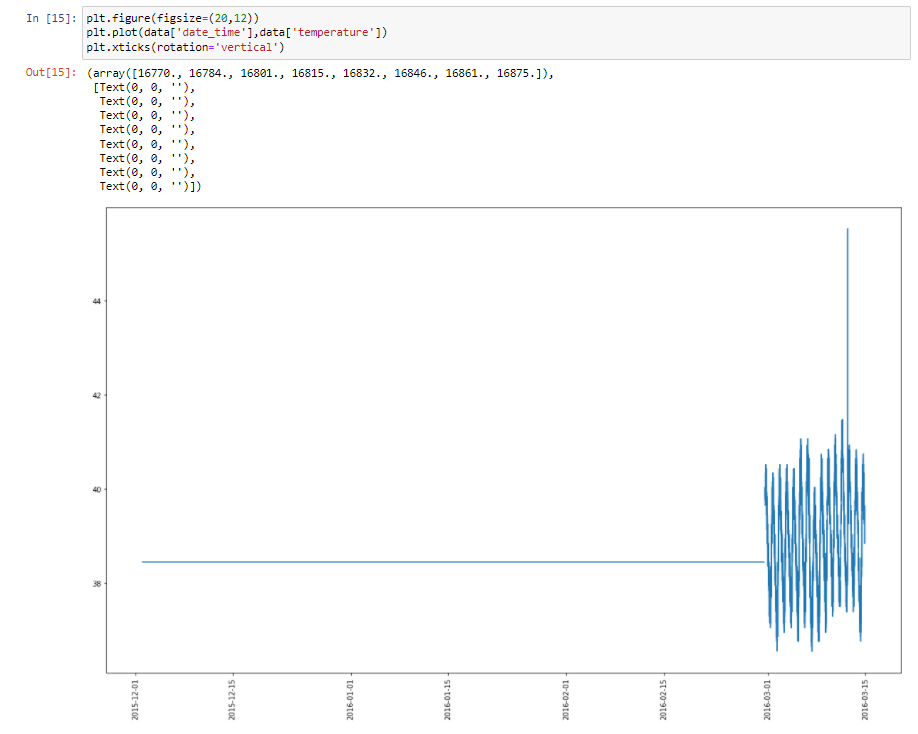 In [15]: plt.figure(figsize=(20,12))
plt.plot(data['date_time'],data['temperature'])
plt.xticks(rotation='vertical')
Out[15]: (array([16770., 16784., 16801., 16815., 16832., 16846., 16861., 16875.]),
[Text(0, 0, ''),
Text(0, 0, ''),
Text(0, 0, ''),
Text(0, 0, ''),
Text(0, 0, ''),
Text(0, 0, ''),
Text(0, 0, ''),
Text(0, 0, '')])
44
42
40
38
2015-12-01
2015-12-15
2016-01-01
2016-01-15
2016-02-01
2016-02-15
2016-03-01
2016-03-15